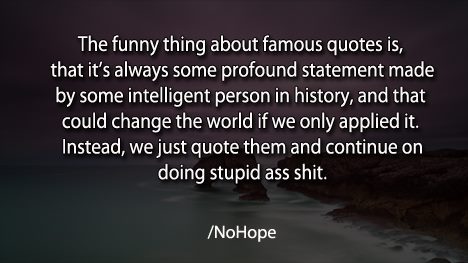 The funny thing about famous quotes is,
that it's always some profound statement made
by some intelligent person in history, and that
could change the world if we only applied it.
Instead, we just quote them and continue on
doing stupid ass shit.
/NoHope